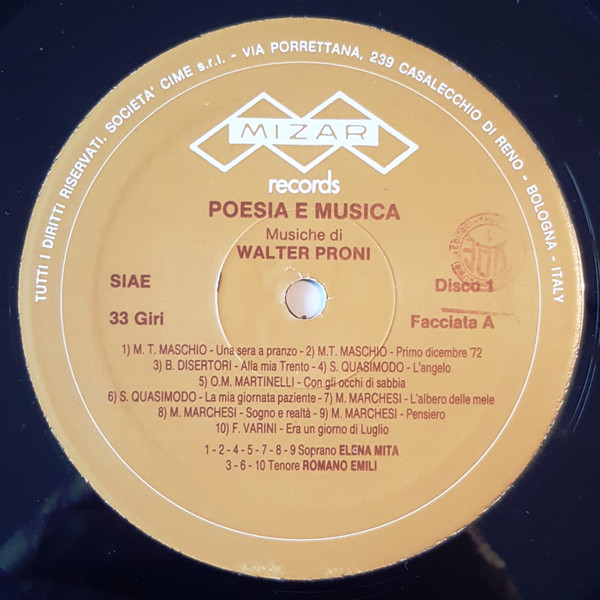 TUTTI I DIRITTI RISERVATI. SOCIETA' CIME s.r.l. - VIA PORRETTANA, 239 CASALECCHIO DI RENO - BOLOGNA - ITALY
MIZAR
records
POESIA E MUSICA
Musiche di
WALTER PRONI
SIAE
Disco 1
33 Giri
Facciata A
1) M. T. MASCHIO - Una sera a pranzo - 2) M.T. MASCHIO - Primo dicembre '72
3) B. DISERTORI - Alla mia Trento - 4) S. QUASIMODO - L'angelo
5) O.M. MARTINELLI - Con gli occhi di sabbia
6) S. QUASIMODO - La mia giornata paziente - 7) M. MARCHESI - L'albero delle mele
8) M. MARCHESI - Sogno e realtà - 9) M. MARCHESI - Pensiero
10) F. VARINI - Era un giorno di Luglio
1 - 2 - 4 - 5 - 7 - 8 - 9 Soprano ELENA MITA
3 - 6 - 10 Tenore ROMANO EMILI